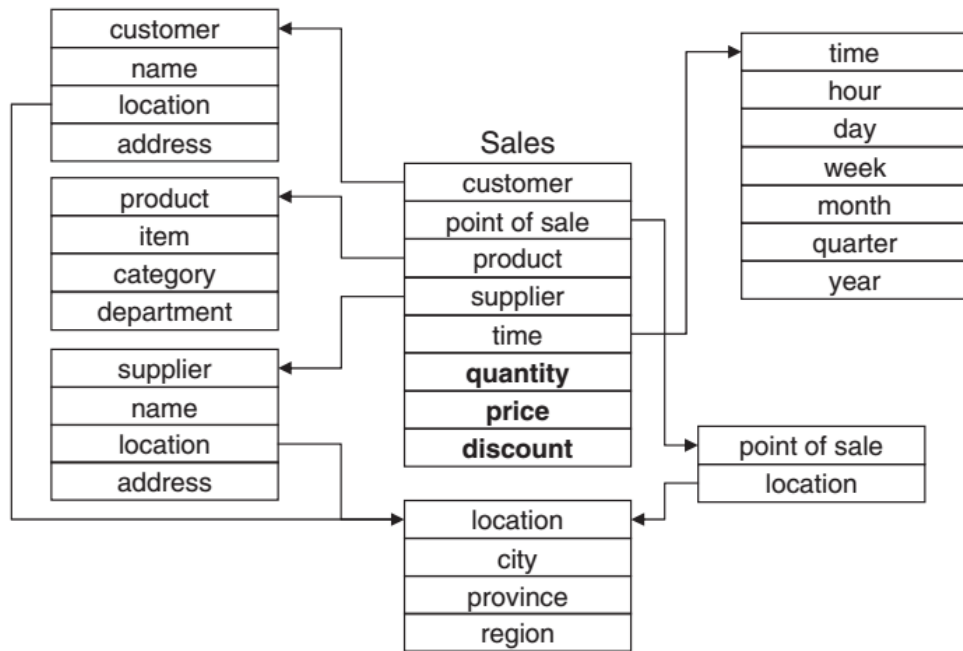 customer
name
location
address
product
item
category
department
supplier
name
location
address
Sales
customer
point of sale
product
supplier
time
quantity
price
discount
location
city
province
region
time
hour
day
week
month
quarter
year
point of sale
location